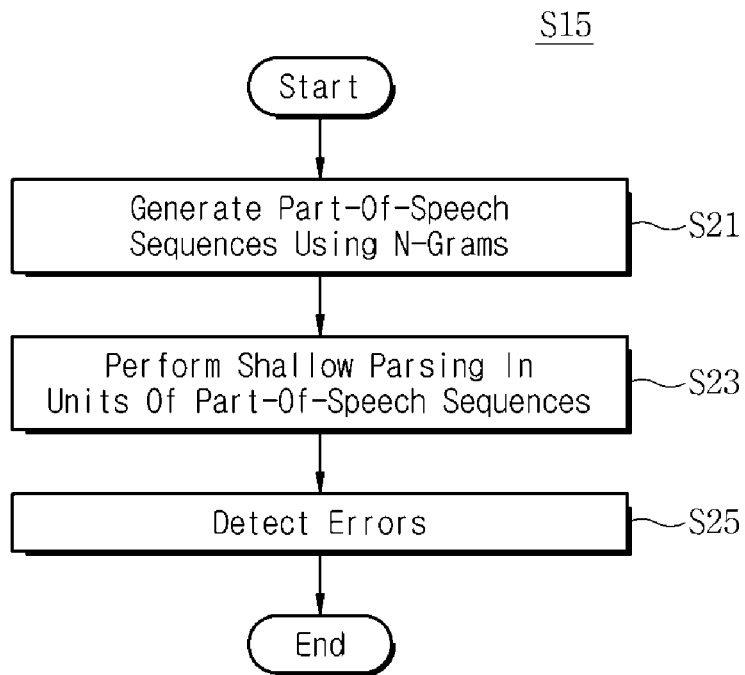 S15
Start
Generate Part-Of-Speech
Sequences Using N-Grams
S21
Perform Shallow Parsing In
Units Of Part-Of-Speech Sequences
S23
Detect Errors
S25
End